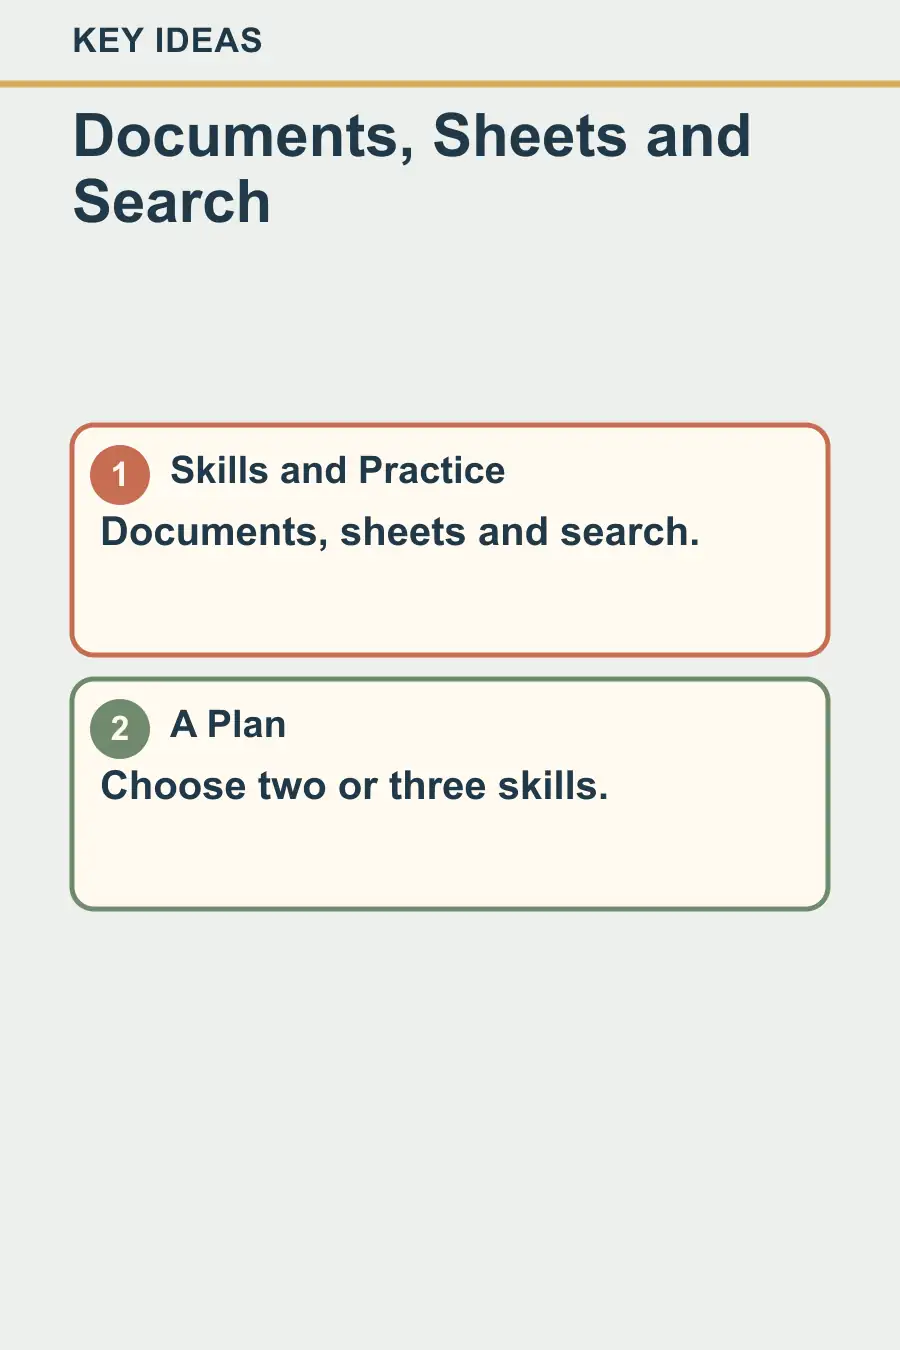 KEY IDEAS
Documents, Sheets and
Search
1 Skills and Practice
Documents, sheets and search.
2 A Plan
Choose two or three skills.